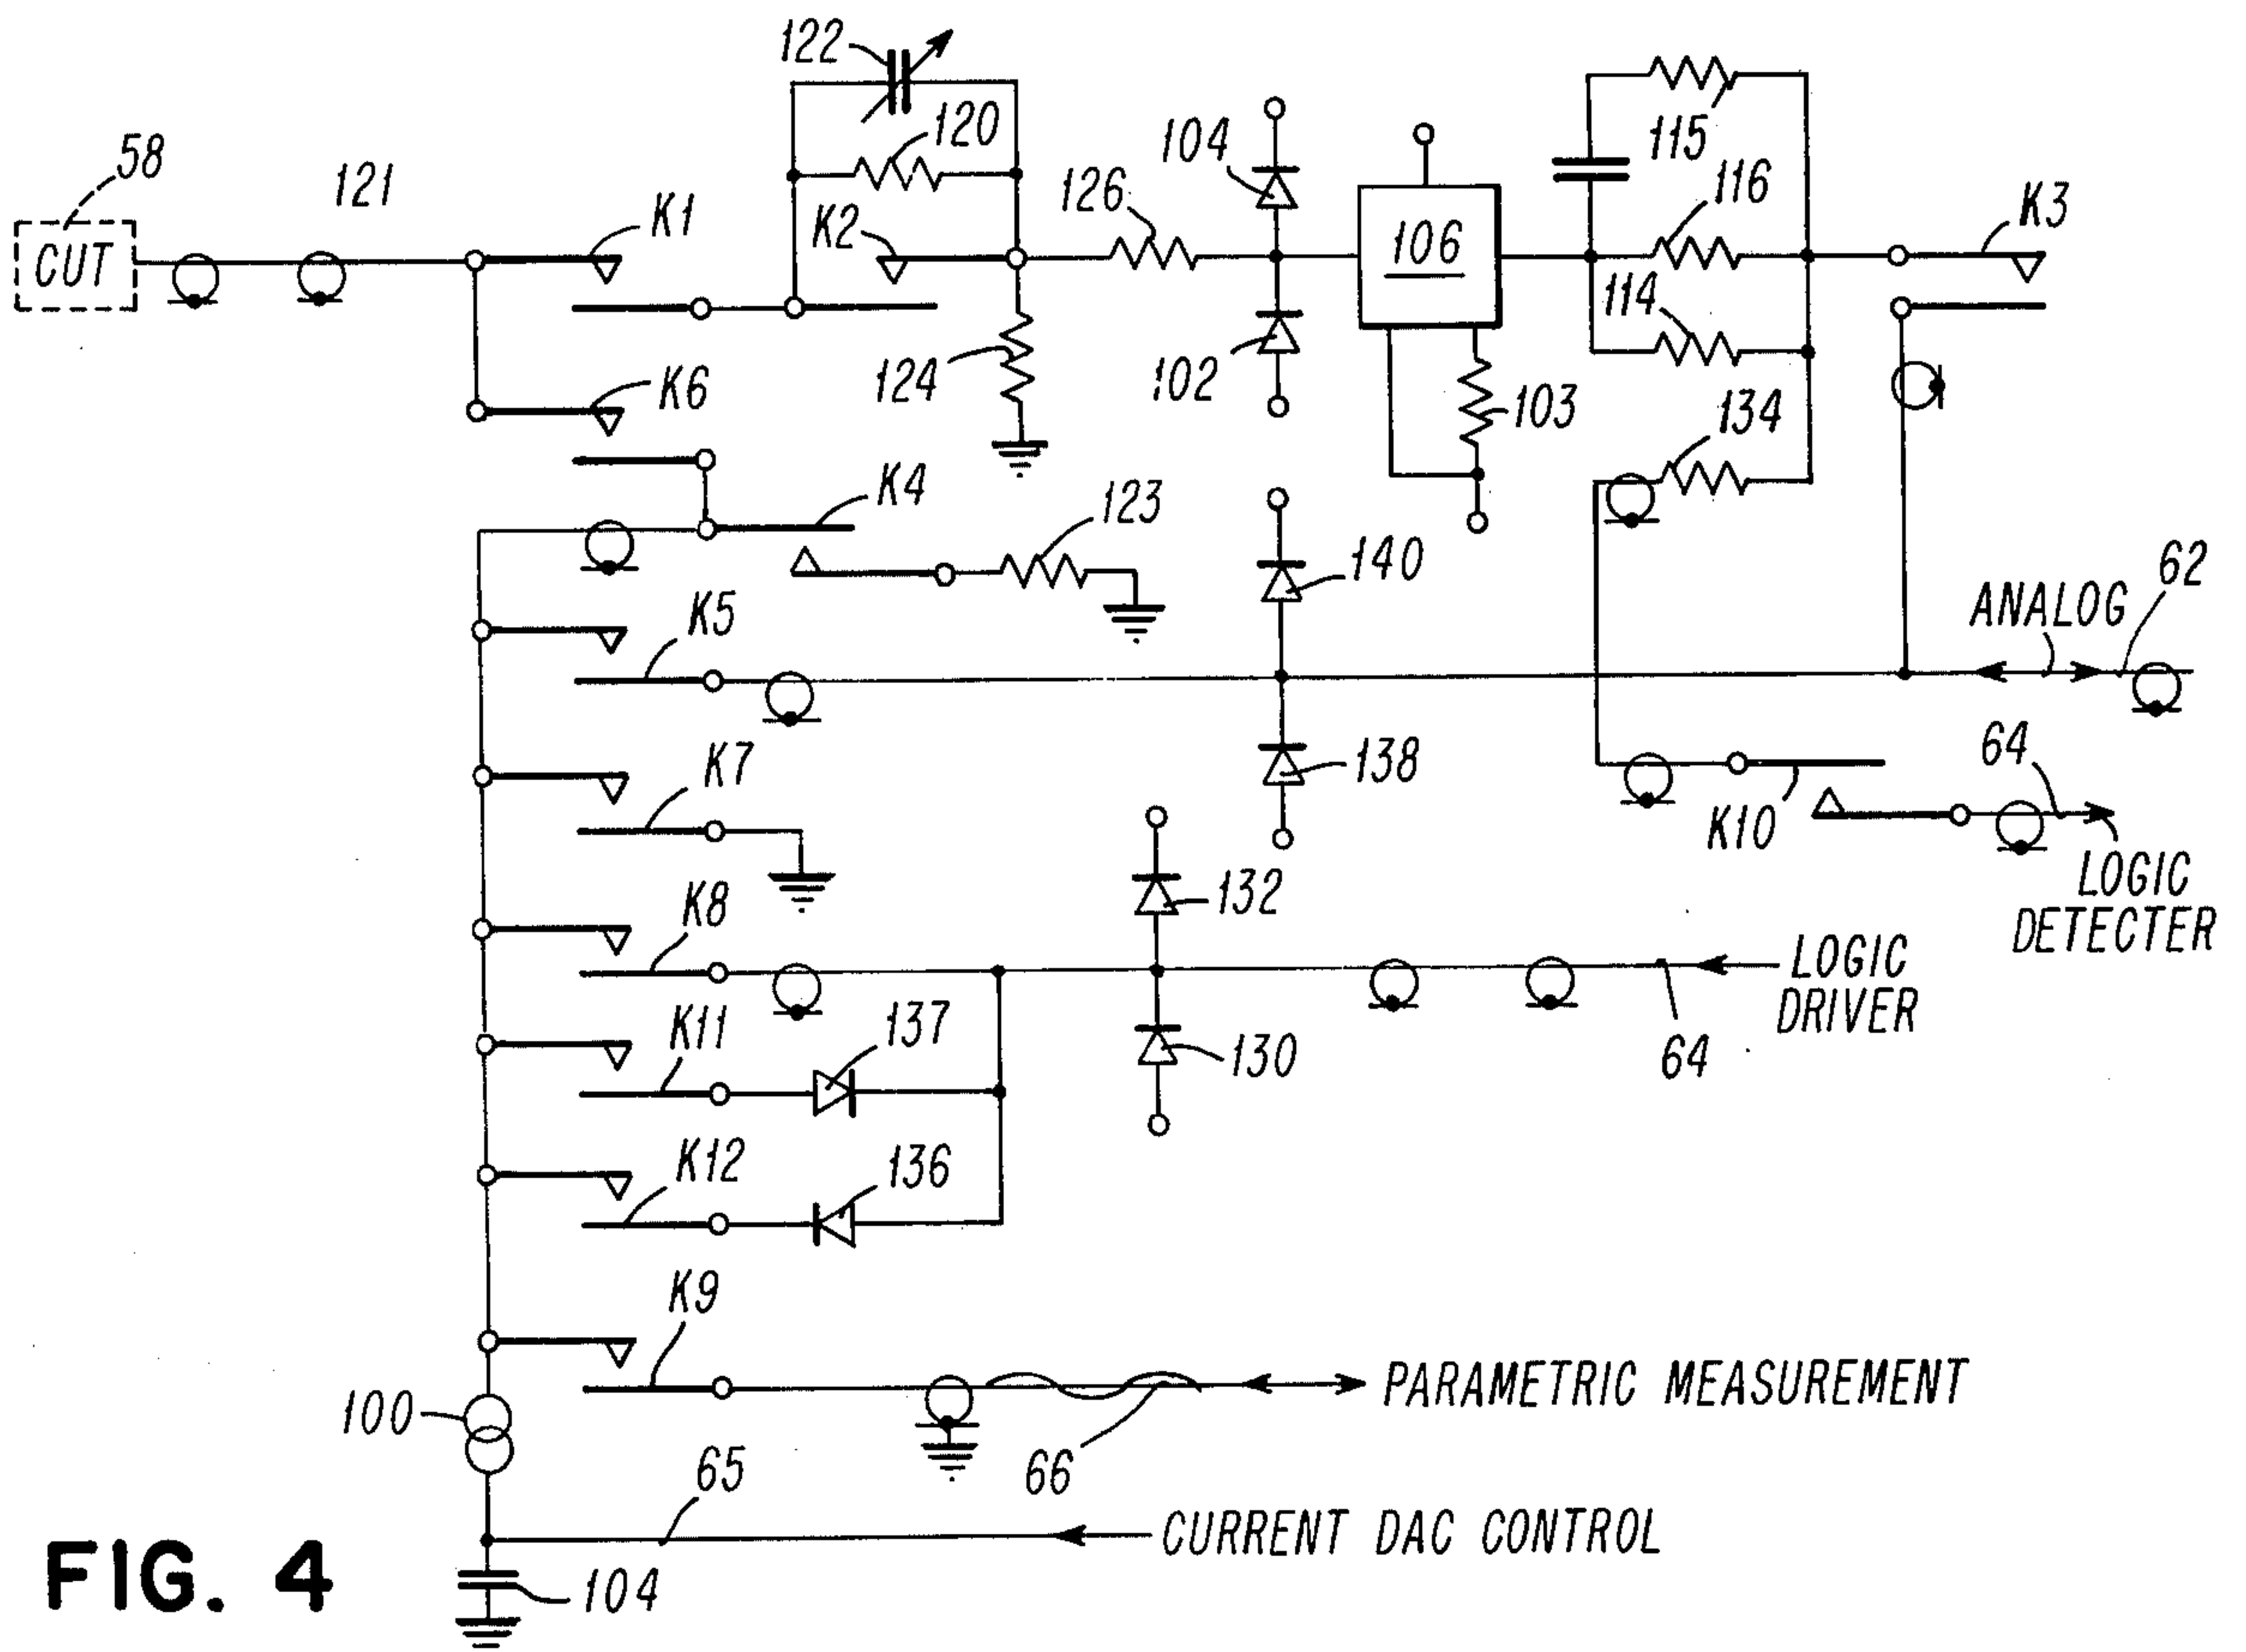 122
58
121
120
104
115
116
K1
K2
126
K3
CUT
106
114
102
124
K6
103
134
K4
123
140
62
K5
ANALOG
64
138
K7
K10
LOGIC
DETECTER
132
K8
LOGIC
DRIVER
137
K11
130
64
136
K12
K9
100
PARAMETRIC MEASUREMENT
65
66
CURRENT DAC CONTROL
104
FIG. 4